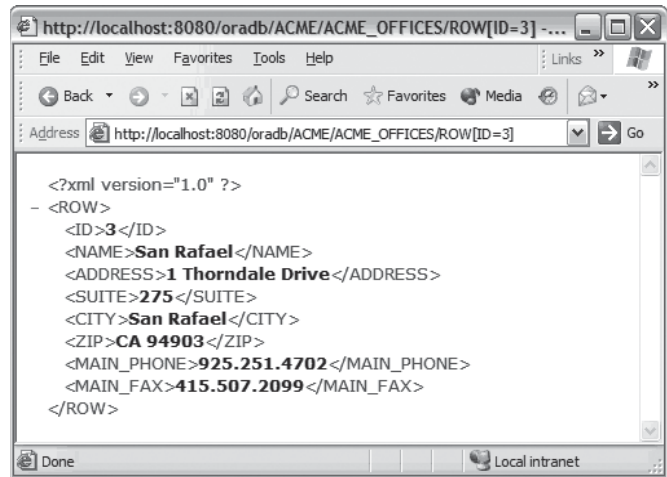 http://localhost:8080/oradb/ACME/ACME_OFFICES/ROW[ID=3] -...
File Edit View Favorites Tools Help Links »
Back Search Favorites Media »
Address http://localhost:8080/oradb/ACME/ACME_OFFICES/ROW[ID=3] Go
<?xml version="1.0" ?>
- <ROW>
<ID>3</ID>
<NAME>San Rafael</NAME>
<ADDRESS>1 Thorndale Drive</ADDRESS>
<SUITE>275</SUITE>
<CITY>San Rafael</CITY>
<ZIP>CA 94903</ZIP>
<MAIN_PHONE>925.251.4702</MAIN_PHONE>
<MAIN_FAX>415.507.2099</MAIN_FAX>
</ROW>
Done Local intranet